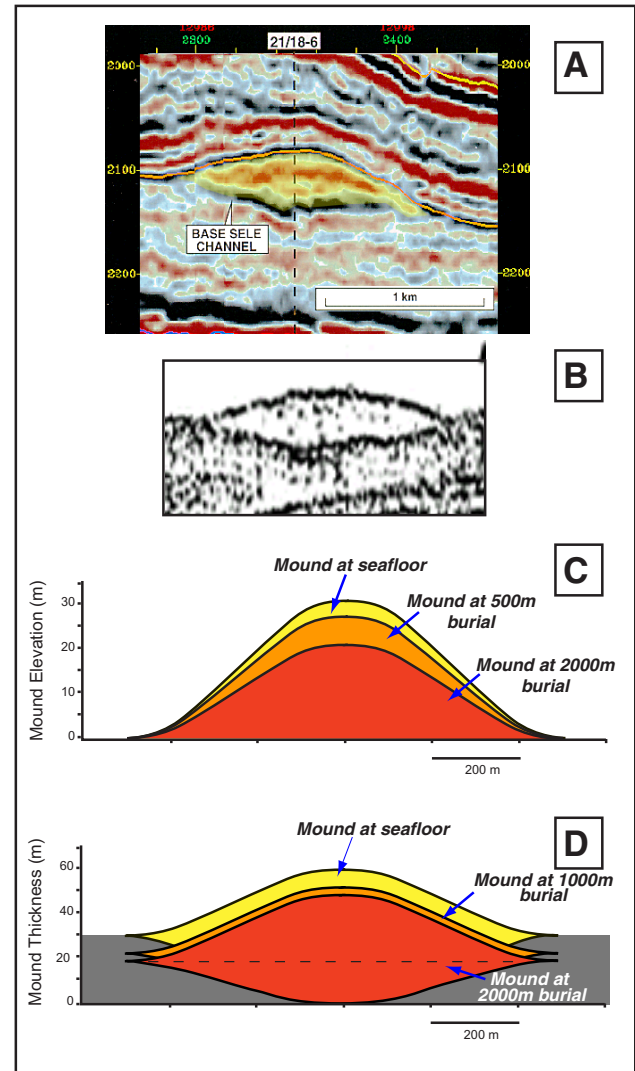 12986
12998
2800
21/18-6
2400
A
2000
2000
2100
2100
BASE SELE
CHANNEL
2200
2200
1 km
B
C
Mound at seafloor
Mound at 500m
burial
Mound at 2000m
burial
Mound Elevation (m)
30
20
10
0
200 m
D
Mound at seafloor
Mound at 1000m
burial
Mound at
2000m burial
Mound Thickness (m)
60
40
20
0
200 m